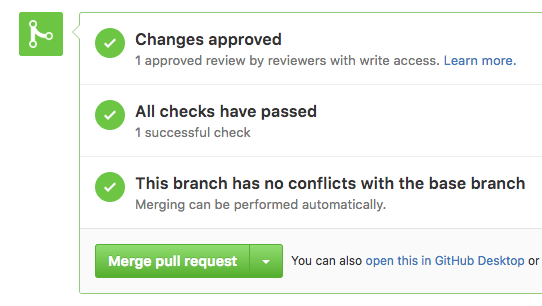 Changes approved
1 approved review by reviewers with write access. Learn more.
All checks have passed
1 successful check
This branch has no conflicts with the base branch
Merging can be performed automatically.
Merge pull request
You can also open this in GitHub Desktop or